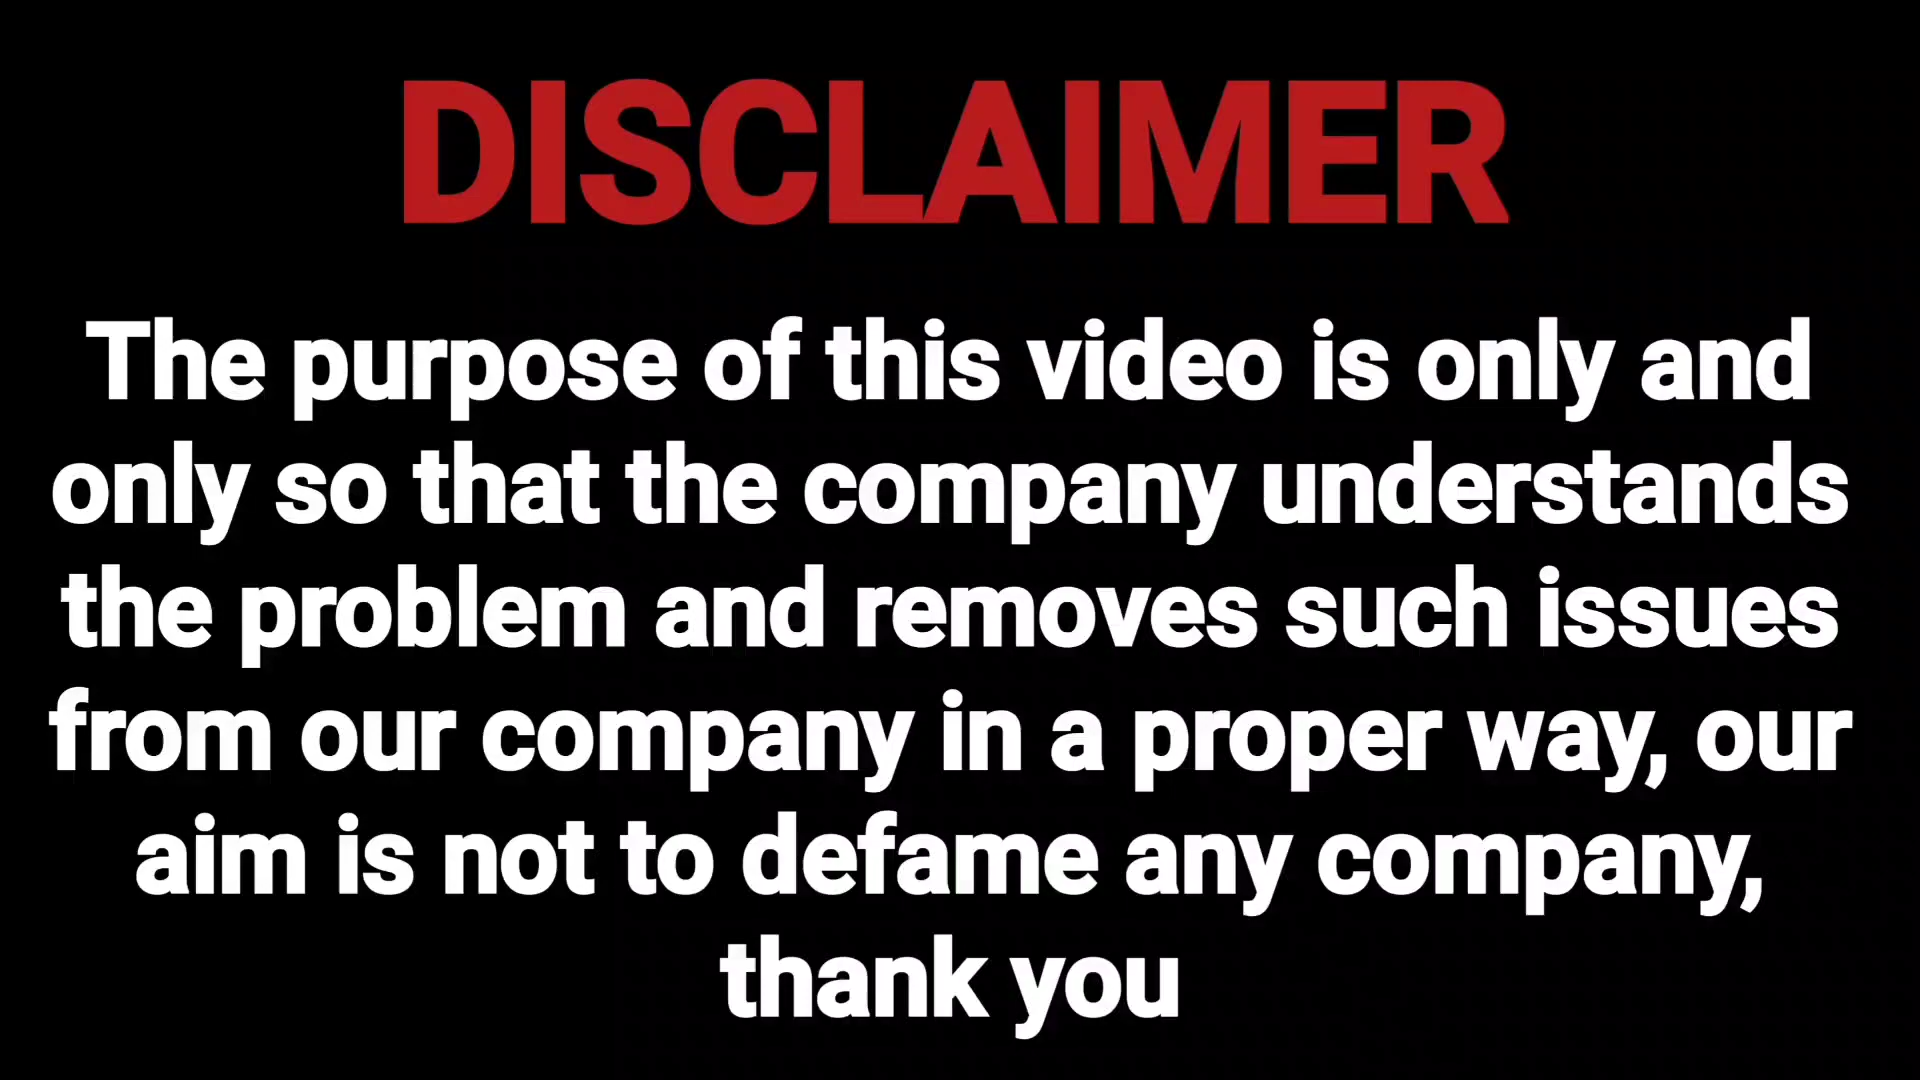 DISCLAIMER
The purpose of this video is only and
only so that the company understands
the problem and removes such issues
from our company in a proper way, our
aim is not to defame any company,
thank you